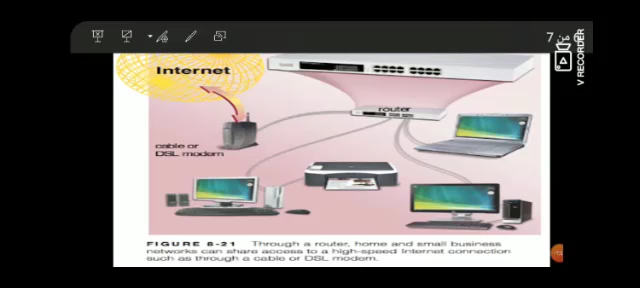 7 من
V RECORDER
Internet
router
cable or
DSL modem
FIGURE 8-21 Through a router, home and small business
networks can share access to a high-speed Internet connection
such as through a cable or DSL modem.